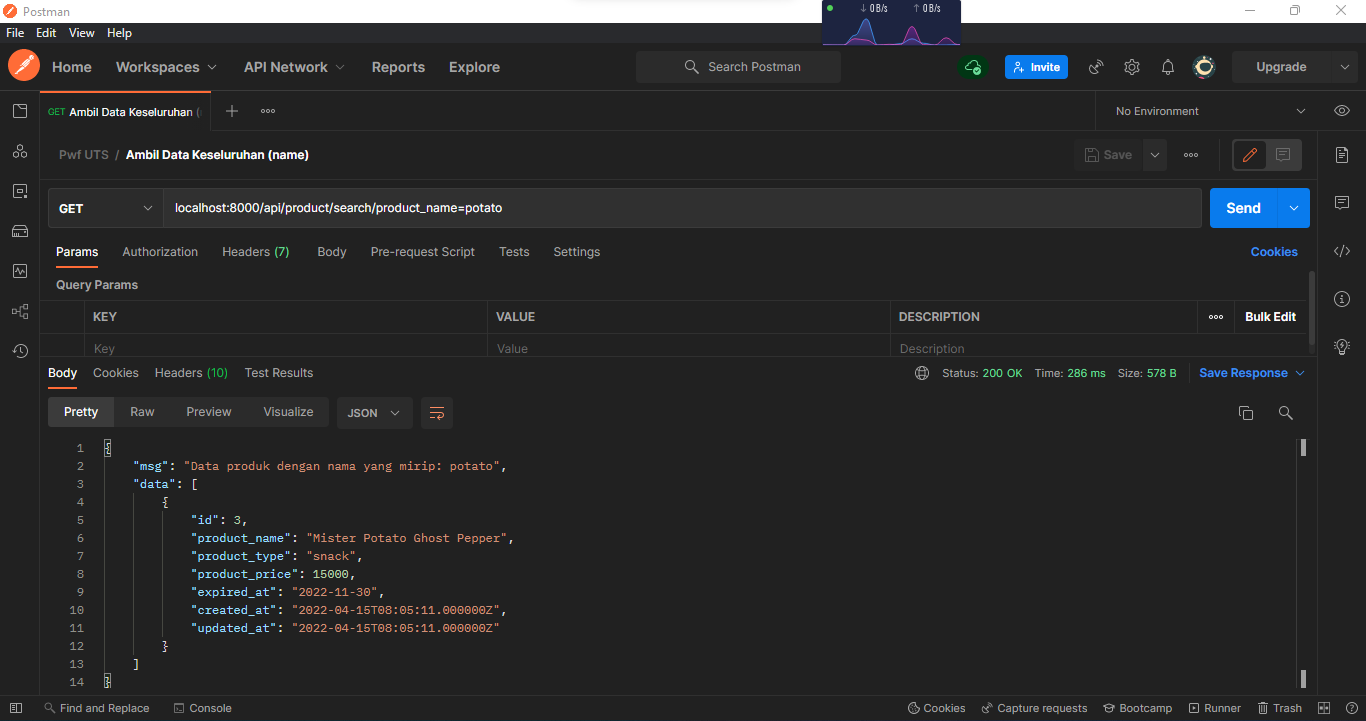 Postman
↓ 0 B/s ↑ 0 B/s
File Edit View Help
Home Workspaces API Network Reports Explore Search Postman Invite Upgrade
GET Ambil Data Keseluruhan ( No Environment
Pwf UTS / Ambil Data Keseluruhan (name) Save
GET localhost:8000/api/product/search/product_name=potato Send
Params Authorization Headers (7) Body Pre-request Script Tests Settings Cookies
Query Params
KEY VALUE DESCRIPTION Bulk Edit
Key Value Description
Body Cookies Headers (10) Test Results Status: 200 OK Time: 286 ms Size: 578 B Save Response
Pretty Raw Preview Visualize JSON
1 {
2 "msg": "Data produk dengan nama yang mirip: potato",
3 "data": [
4 {
5 "id": 3,
6 "product_name": "Mister Potato Ghost Pepper",
7 "product_type": "snack",
8 "product_price": 15000,
9 "expired_at": "2022-11-30",
10 "created_at": "2022-04-15T08:05:11.000000Z",
11 "updated_at": "2022-04-15T08:05:11.000000Z"
12 }
13 ]
14 }
Find and Replace Console Cookies Capture requests Bootcamp Runner Trash